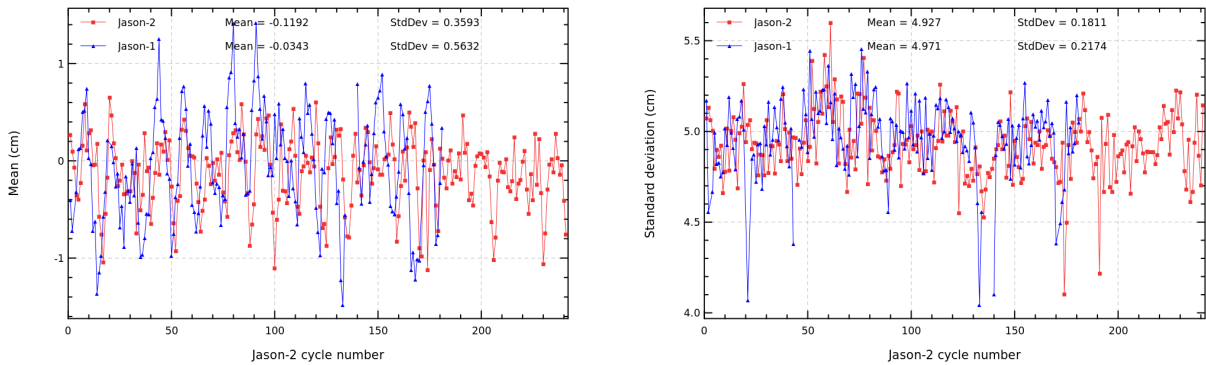 Jason-2 Mean = -0.1192 StdDev = 0.3593
Jason-1 Mean = -0.0343 StdDev = 0.5632
1
0
-1
0 50 100 150 200
Mean (cm)
Jason-2 cycle number
Jason-2 Mean = 4.927 StdDev = 0.1811
Jason-1 Mean = 4.971 StdDev = 0.2174
5.5
5.0
4.5
4.0
0 50 100 150 200
Standard deviation (cm)
Jason-2 cycle number